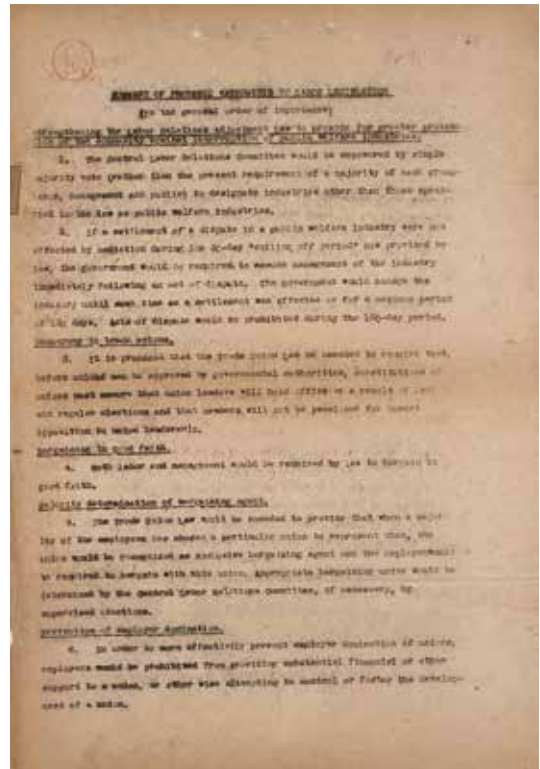 SUMMARY OF PROPOSED AMENDMENTS TO LABOR LEGISLATION
(in the general order of importance)
Strengthening the Labor Relations Adjustment Law to provide for greater protec-
tion of the community against interruption of public welfare industries.
1. The Central Labor Relations Committee would be empowered by simple
majority vote (rather than the present requirement of a majority of each group
management and public) to designate industries other than those
in the law as public welfare industries.
2. If a settlement of a dispute in a public welfare industry were not
effected by mediation during the 30-day "cooling off period" now provided by
law, the government would be required to assume management of the industry
immediately following an act of dispute. The government would manage the
industry until such time as a settlement was effected or for a maximum period
of 120 days. Acts of dispute would be prohibited during the 120-day period.
Democracy in trade unions.
3. It is proposed that the Trade Union Law be amended to require that,
before unions can be approved by governmental authorities, constitutions of
unions must ensure that union leaders will hold office as a result of
and regular elections and that members will not be penalized for honest
opposition to union leadership.
Bargaining in good faith.
4. Both labor and management would be required by law to bargain in
good faith.
Majority determination of bargaining agent.
5. The Trade Union Law would be amended to provide that when a major-
ity of the employees has chosen a particular union to represent them, the
union would be recognized as exclusive bargaining agent and the employer would
be required to bargain with this union. Appropriate bargaining units would be
determined by the Central Labor Relations Committee, if necessary, by
supervised elections.
Prevention of employer domination.
6. In order to more effectively prevent employer domination of unions,
employers would be prohibited from providing substantial financial or other
support to a union, or other wise attempting to control or foster the develop-
ment of a union.